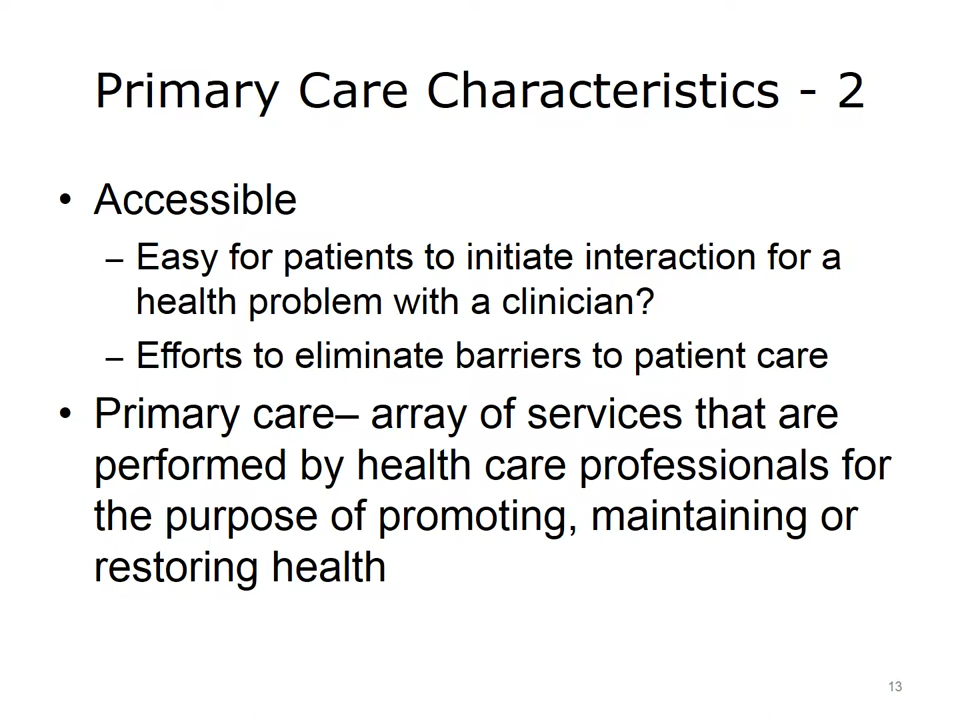 Primary Care Characteristics - 2
• Accessible
– Easy for patients to initiate interaction for a
health problem with a clinician?
– Efforts to eliminate barriers to patient care
• Primary care– array of services that are
performed by health care professionals for
the purpose of promoting, maintaining or
restoring health
13